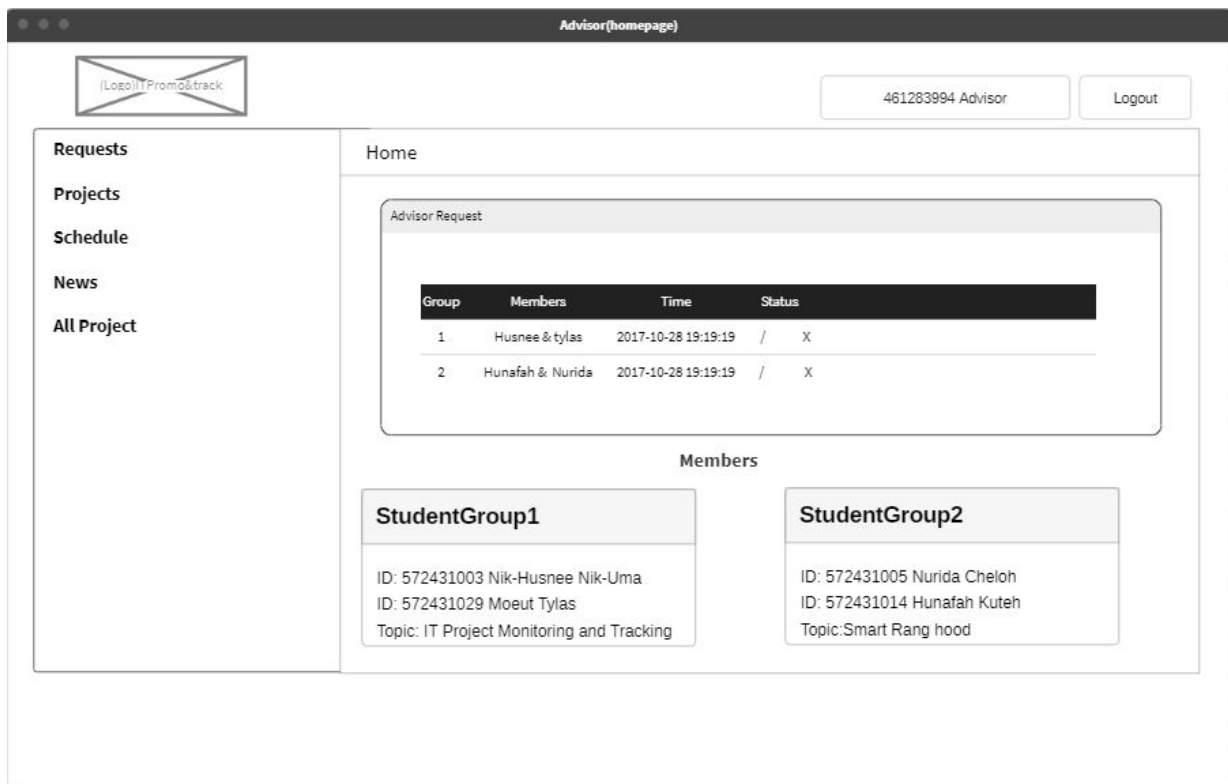 Advisor(homepage)
(Logo)ITPromo&track
461283994 Advisor
Logout
Requests
Projects
Schedule
News
All Project
Home
Advisor Request
Group Members Time Status
1 Husnee & tylas 2017-10-28 19:19:19 / X
2 Hunafah & Nurida 2017-10-28 19:19:19 / X
Members
StudentGroup1
ID: 572431003 Nik-Husnee Nik-Uma
ID: 572431029 Moeut Tylas
Topic: IT Project Monitoring and Tracking
StudentGroup2
ID: 572431005 Nurida Cheloh
ID: 572431014 Hunafah Kuteh
Topic:Smart Rang hood